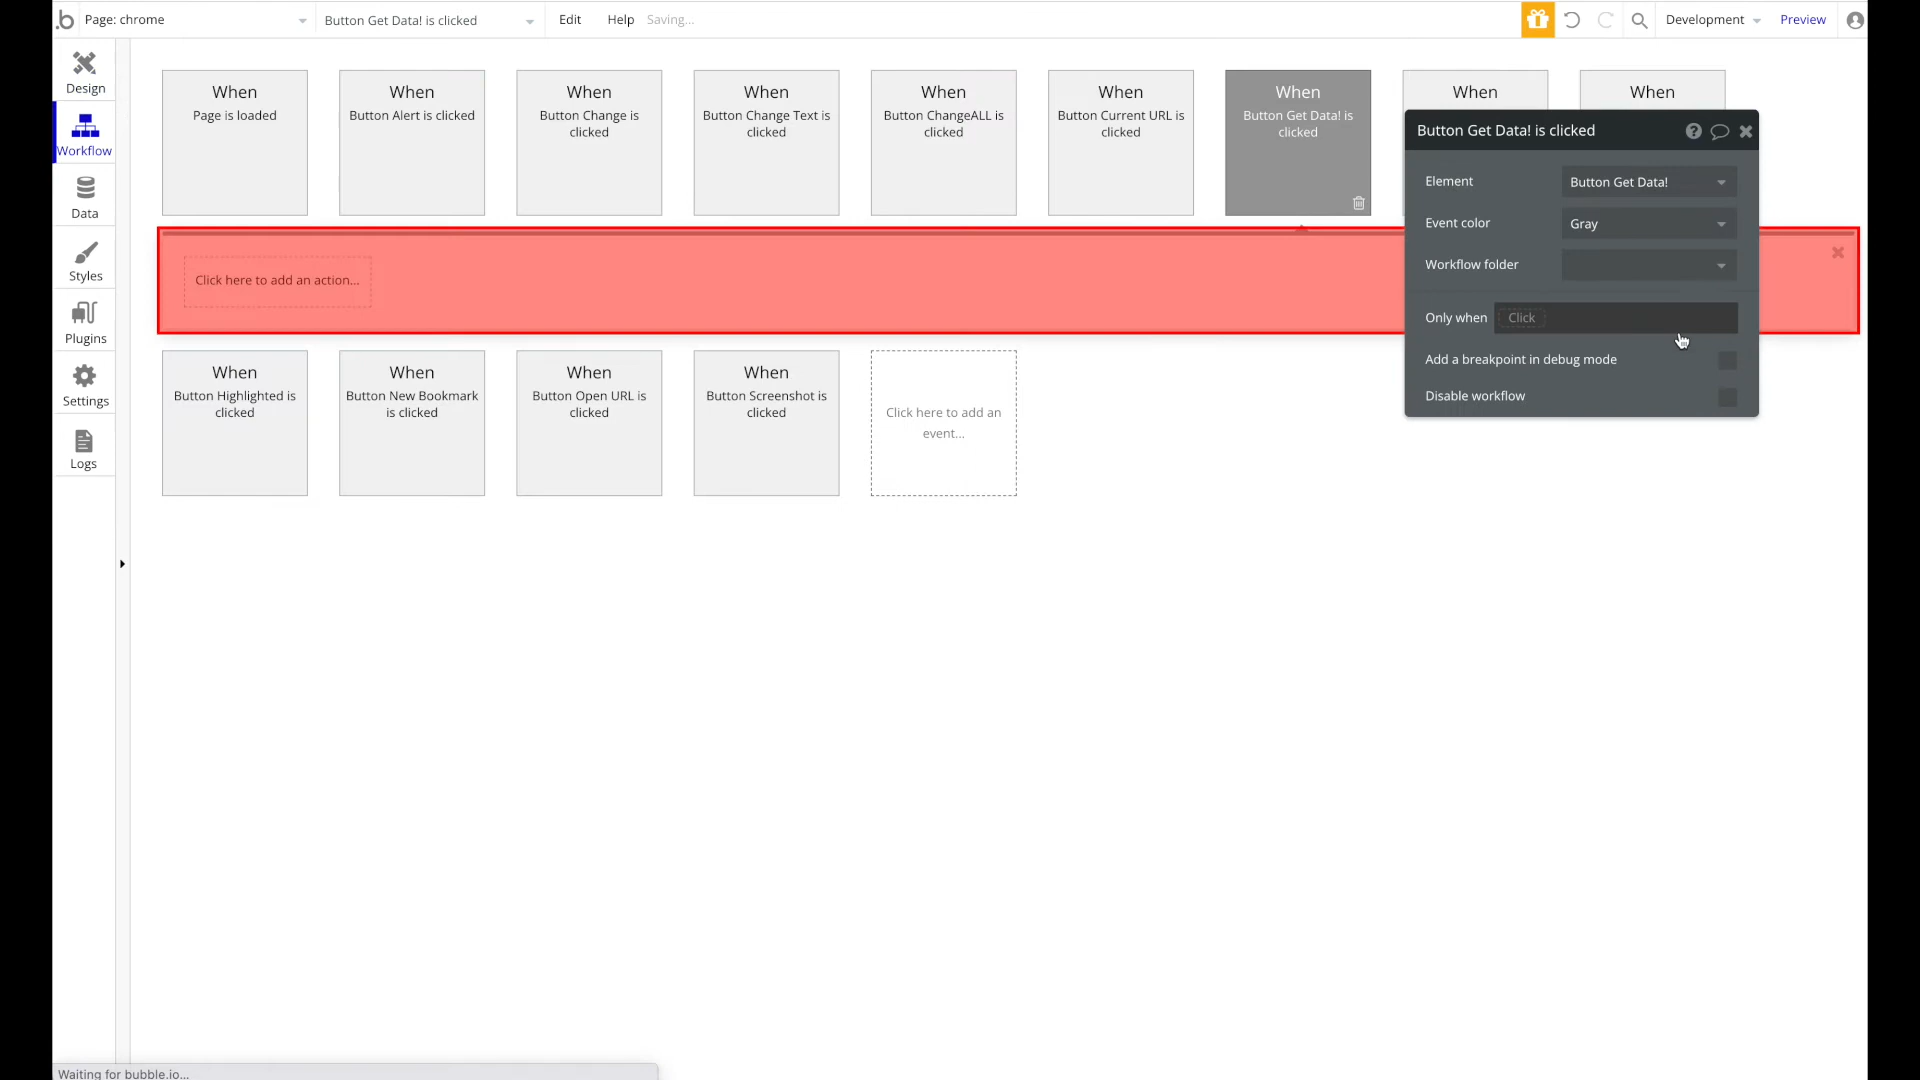 .b Page: chrome Button Get Data! is clicked Edit Help Saving... Development Preview
Design
Workflow
Data
Styles
Plugins
Settings
Logs
When
Page is loaded
When
Button Alert is clicked
When
Button Change is
clicked
When
Button Change Text is
clicked
When
Button ChangeALL is
clicked
When
Button Current URL is
clicked
When
Button Get Data! is
clicked
When
When
Button Get Data! is clicked
Element Button Get Data!
Event color Gray
Workflow folder
Only when Click
Add a breakpoint in debug mode
Disable workflow
Click here to add an action...
When
Button Highlighted is
clicked
When
Button New Bookmark
is clicked
When
Button Open URL is
clicked
When
Button Screenshot is
clicked
Click here to add an
event...
Waiting for bubble.io...